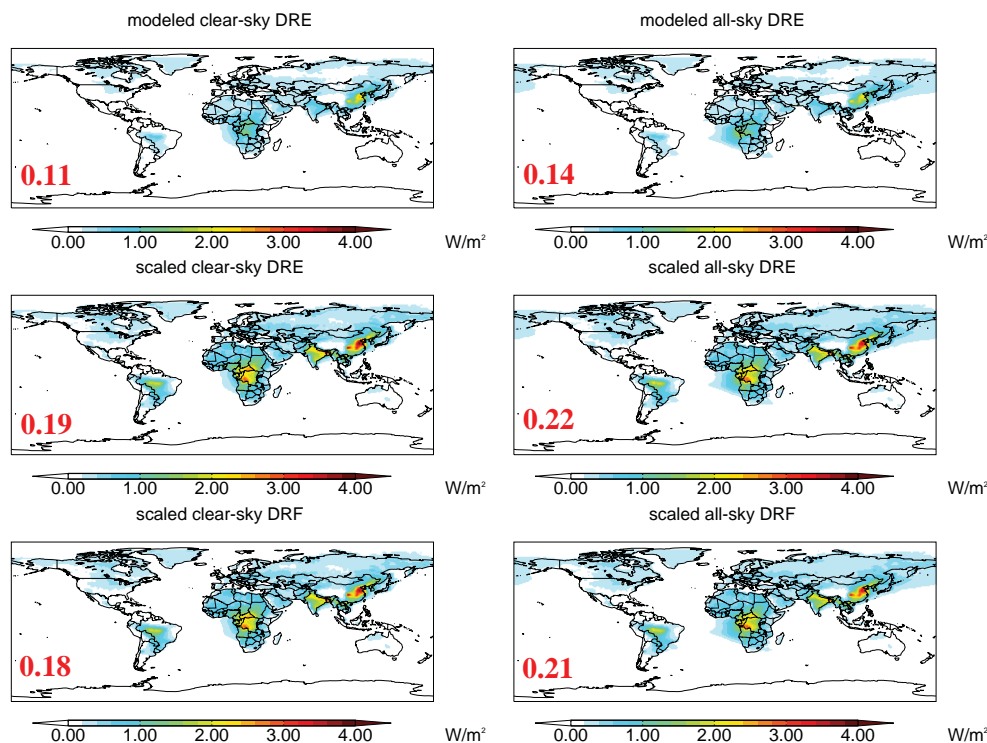 modeled clear-sky DRE
modeled all-sky DRE
0.11
0.14
0.00 1.00 2.00 3.00 4.00 W/m²
0.00 1.00 2.00 3.00 4.00 W/m²
scaled clear-sky DRE
scaled all-sky DRE
0.19
0.22
0.00 1.00 2.00 3.00 4.00 W/m²
0.00 1.00 2.00 3.00 4.00 W/m²
scaled clear-sky DRF
scaled all-sky DRF
0.18
0.21
0.00 1.00 2.00 3.00 4.00 W/m²
0.00 1.00 2.00 3.00 4.00 W/m²